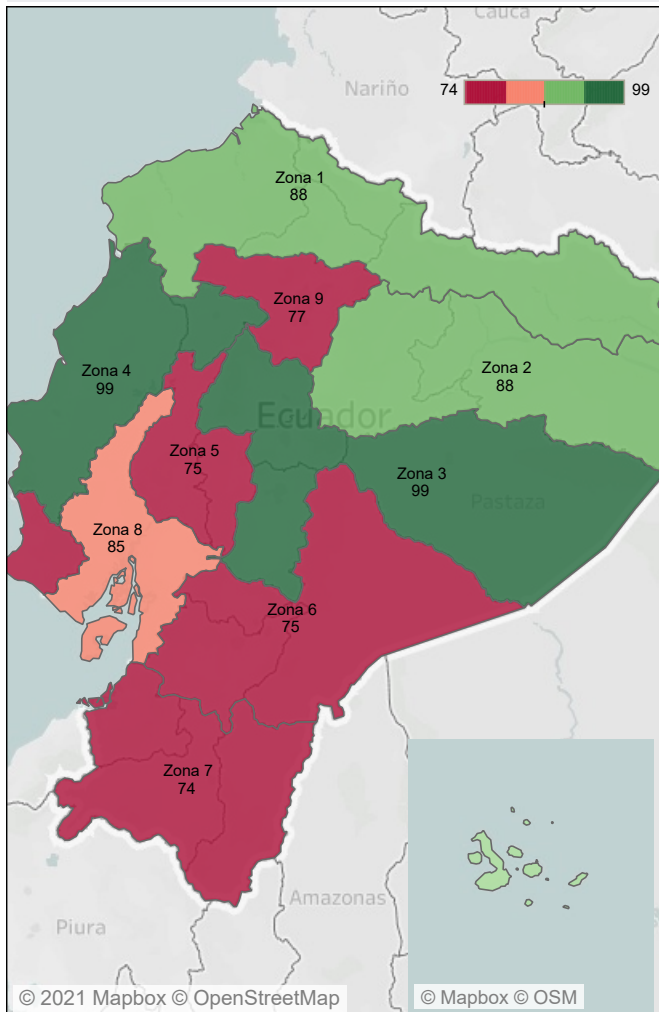 Cauca
Nariño
74
99
Zona 1
88
Zona 9
77
Zona 2
88
Zona 4
99
Ecuador
Zona 5
75
Zona 3
99
Pastaza
Zona 8
85
Zona 6
75
Zona 7
74
Amazonas
Piura
© 2021 Mapbox © OpenStreetMap
© Mapbox © OSM